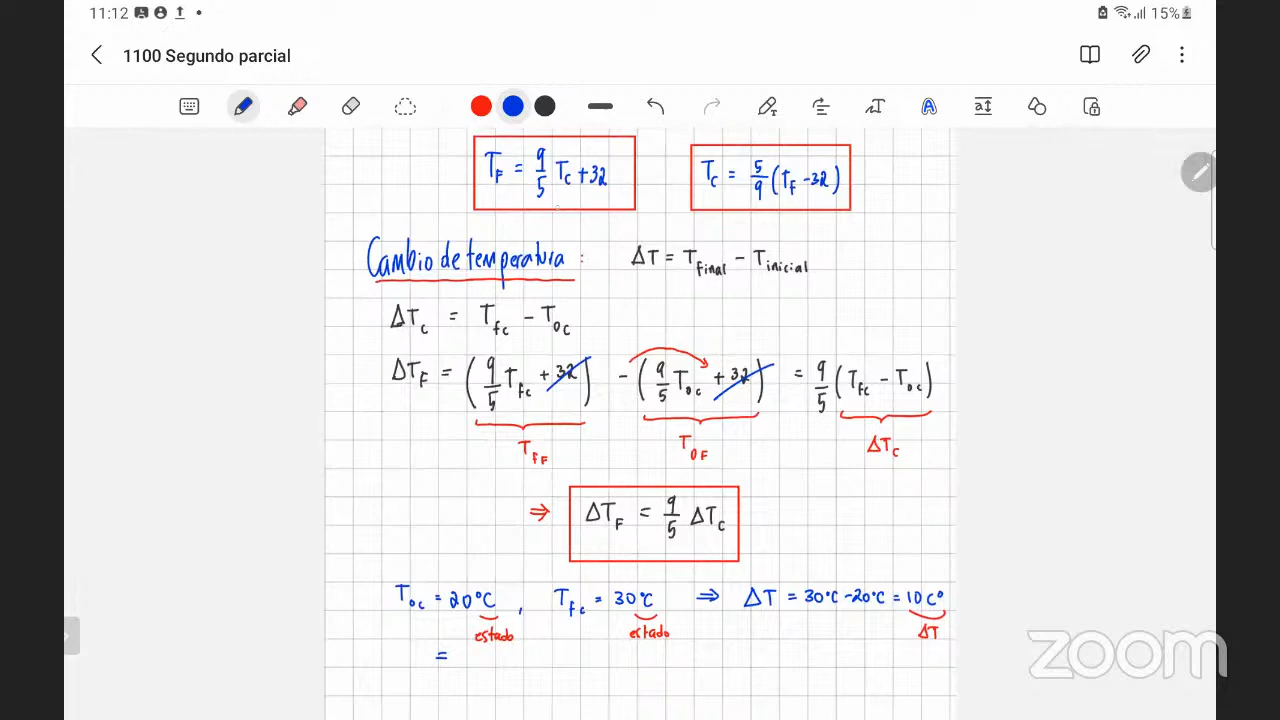 11:12 15%
1100 Segundo parcial
T_F = 9/5 T_C + 32 T_C = 5/9 (T_F - 32)
Cambio de temperatura : ΔT = T_final - T_inicial
ΔT_C = T_fC - T_0C
ΔT_F = (9/5 T_fC + 32) - (9/5 T_0C + 32) = 9/5 (T_fC - T_0C)
T_fF T_0F ΔT_C
⇒ ΔT_F = 9/5 ΔT_C
T_0C = 20°C , T_fC = 30°C ⇒ ΔT = 30°C - 20°C = 10 C°
estado estado ΔT
=
zoom